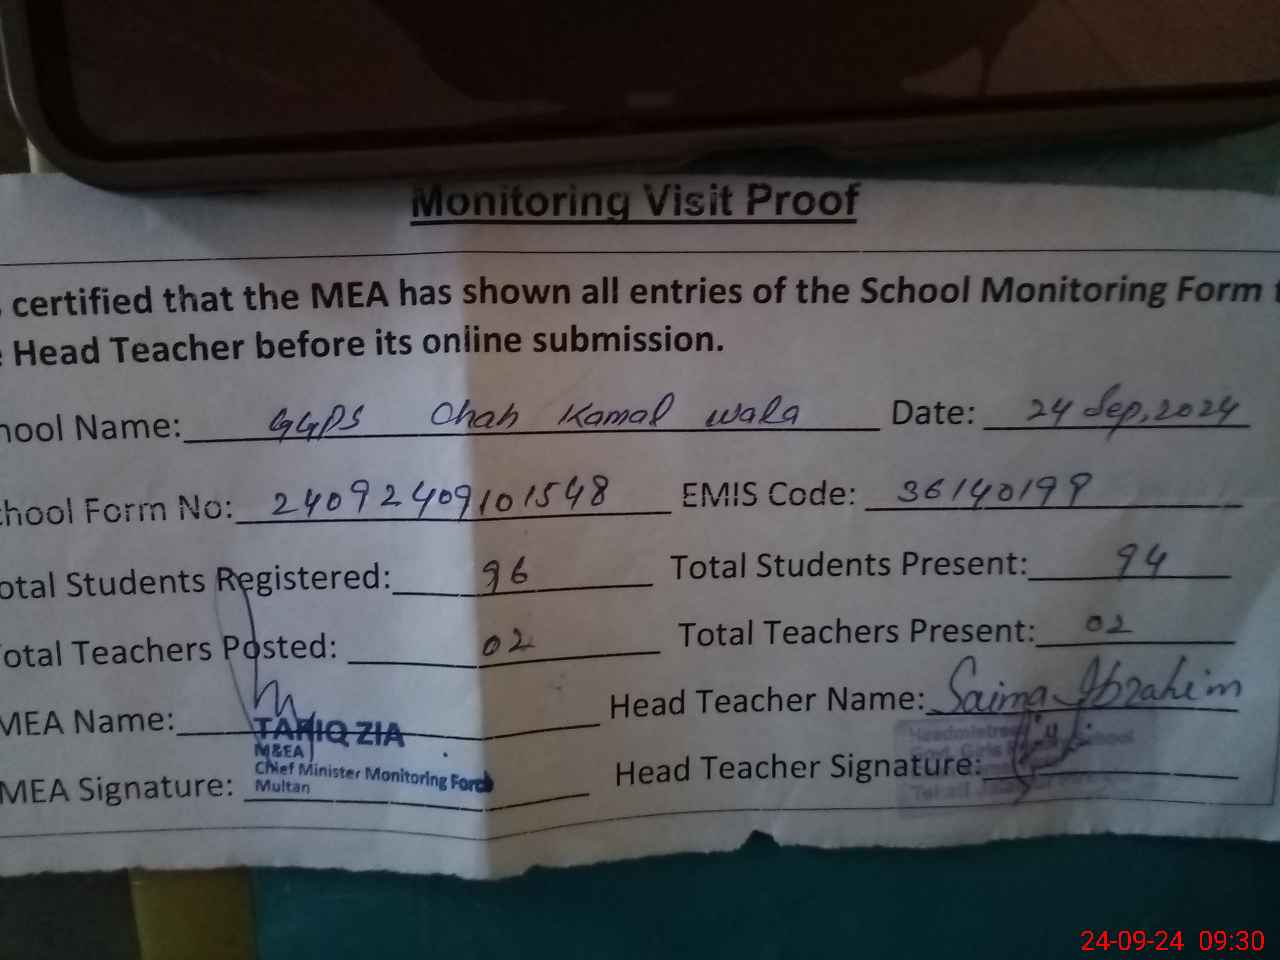 Monitoring Visit Proof
certified that the MEA has shown all entries of the School Monitoring Form
Head Teacher before its online submission.
hool Name: GGPS Chah Kamal wala Date: 24 Sep, 2024
chool Form No: 24092409101548 EMIS Code: 36140199
otal Students Registered: 96 Total Students Present: 94
otal Teachers Posted: 02 Total Teachers Present: 02
MEA Name: Head Teacher Name: Saima Ibrahim
TARIQ ZIA
M&EA
Chief Minister Monitoring Force
Multan
MEA Signature: Head Teacher Signature:
24-09-24 09:30